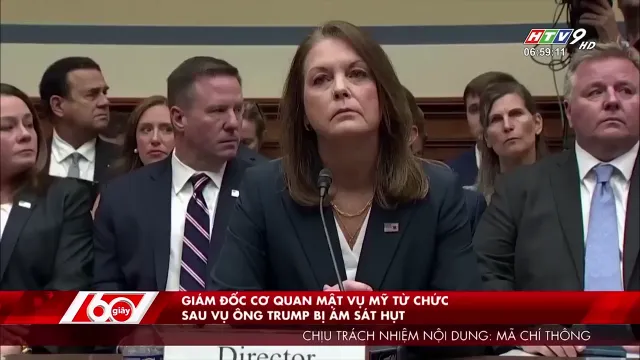 HTV9 HD
06:59:11
GIÁM ĐỐC CƠ QUAN MẬT VỤ MỸ TỪ CHỨC
SAU VỤ ÔNG TRUMP BỊ ÁM SÁT HỤT
60 giây
CHỊU TRÁCH NHIỆM NỘI DUNG: MÃ CHÍ THÔNG
Director